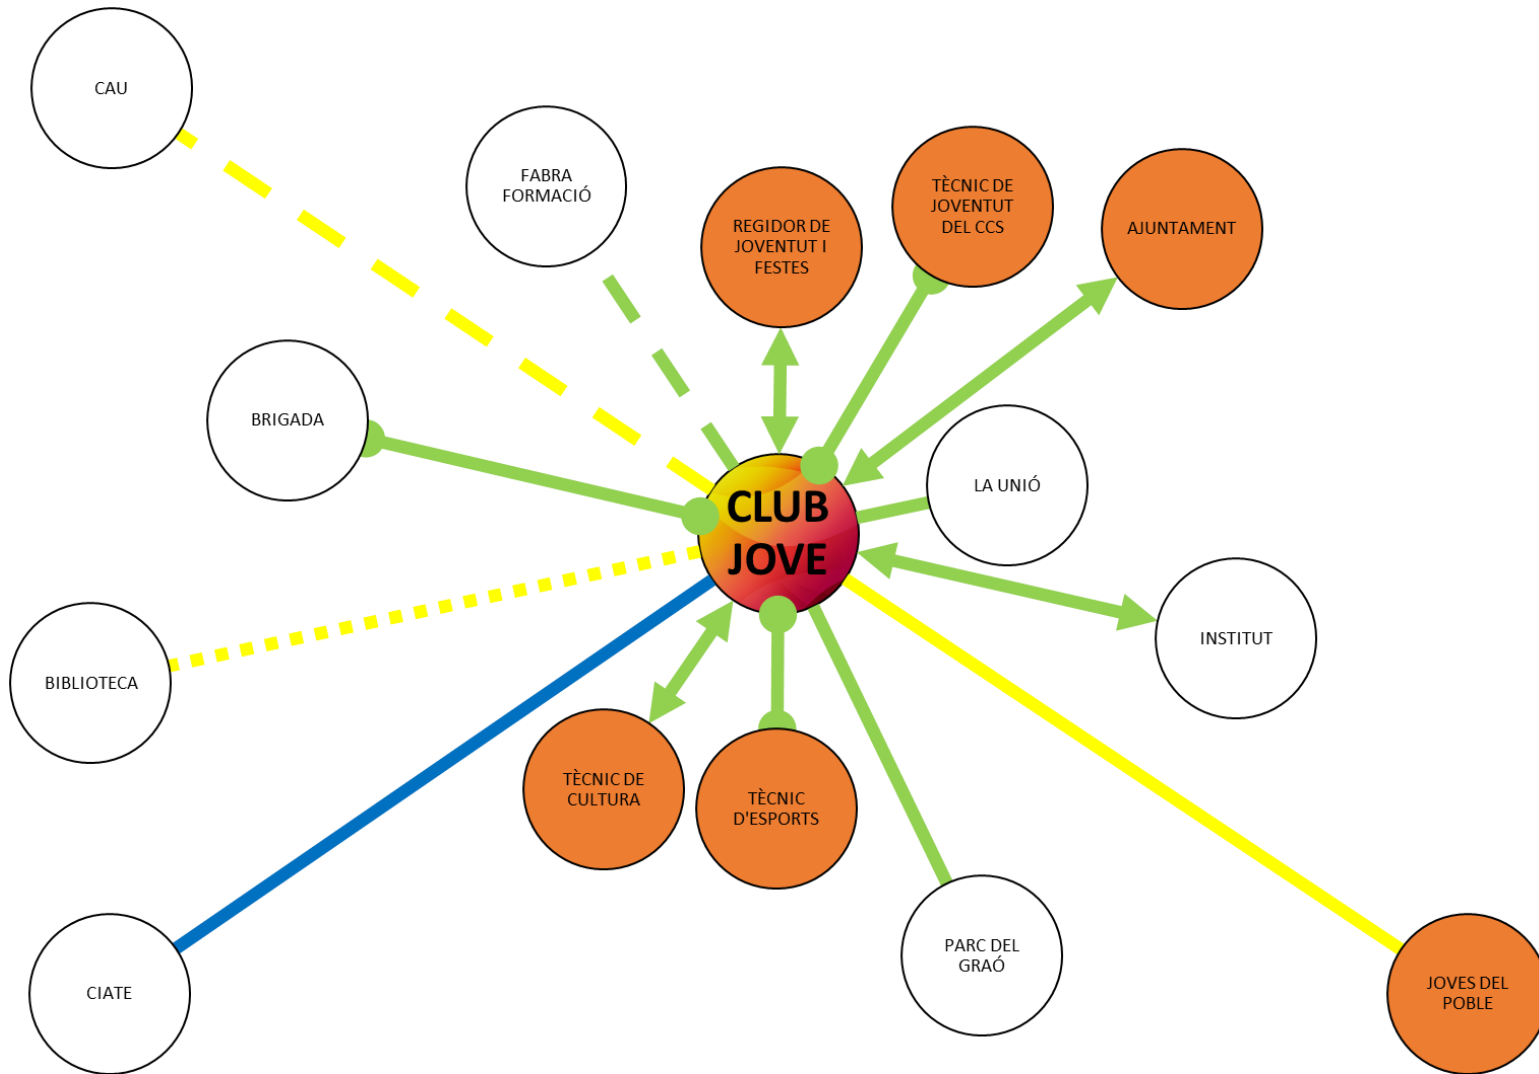 CAU
FABRA
FORMACIÓ
REGIDOR DE
JOVENTUT I
FESTES
TÈCNIC DE
JOVENTUT
DEL CCS
AJUNTAMENT
BRIGADA
LA UNIÓ
CLUB
JOVE
INSTITUT
BIBLIOTECA
TÈCNIC DE
CULTURA
TÈCNIC
D'ESPORTS
PARC DEL
GRAÓ
CIATE
JOVES DEL
POBLE